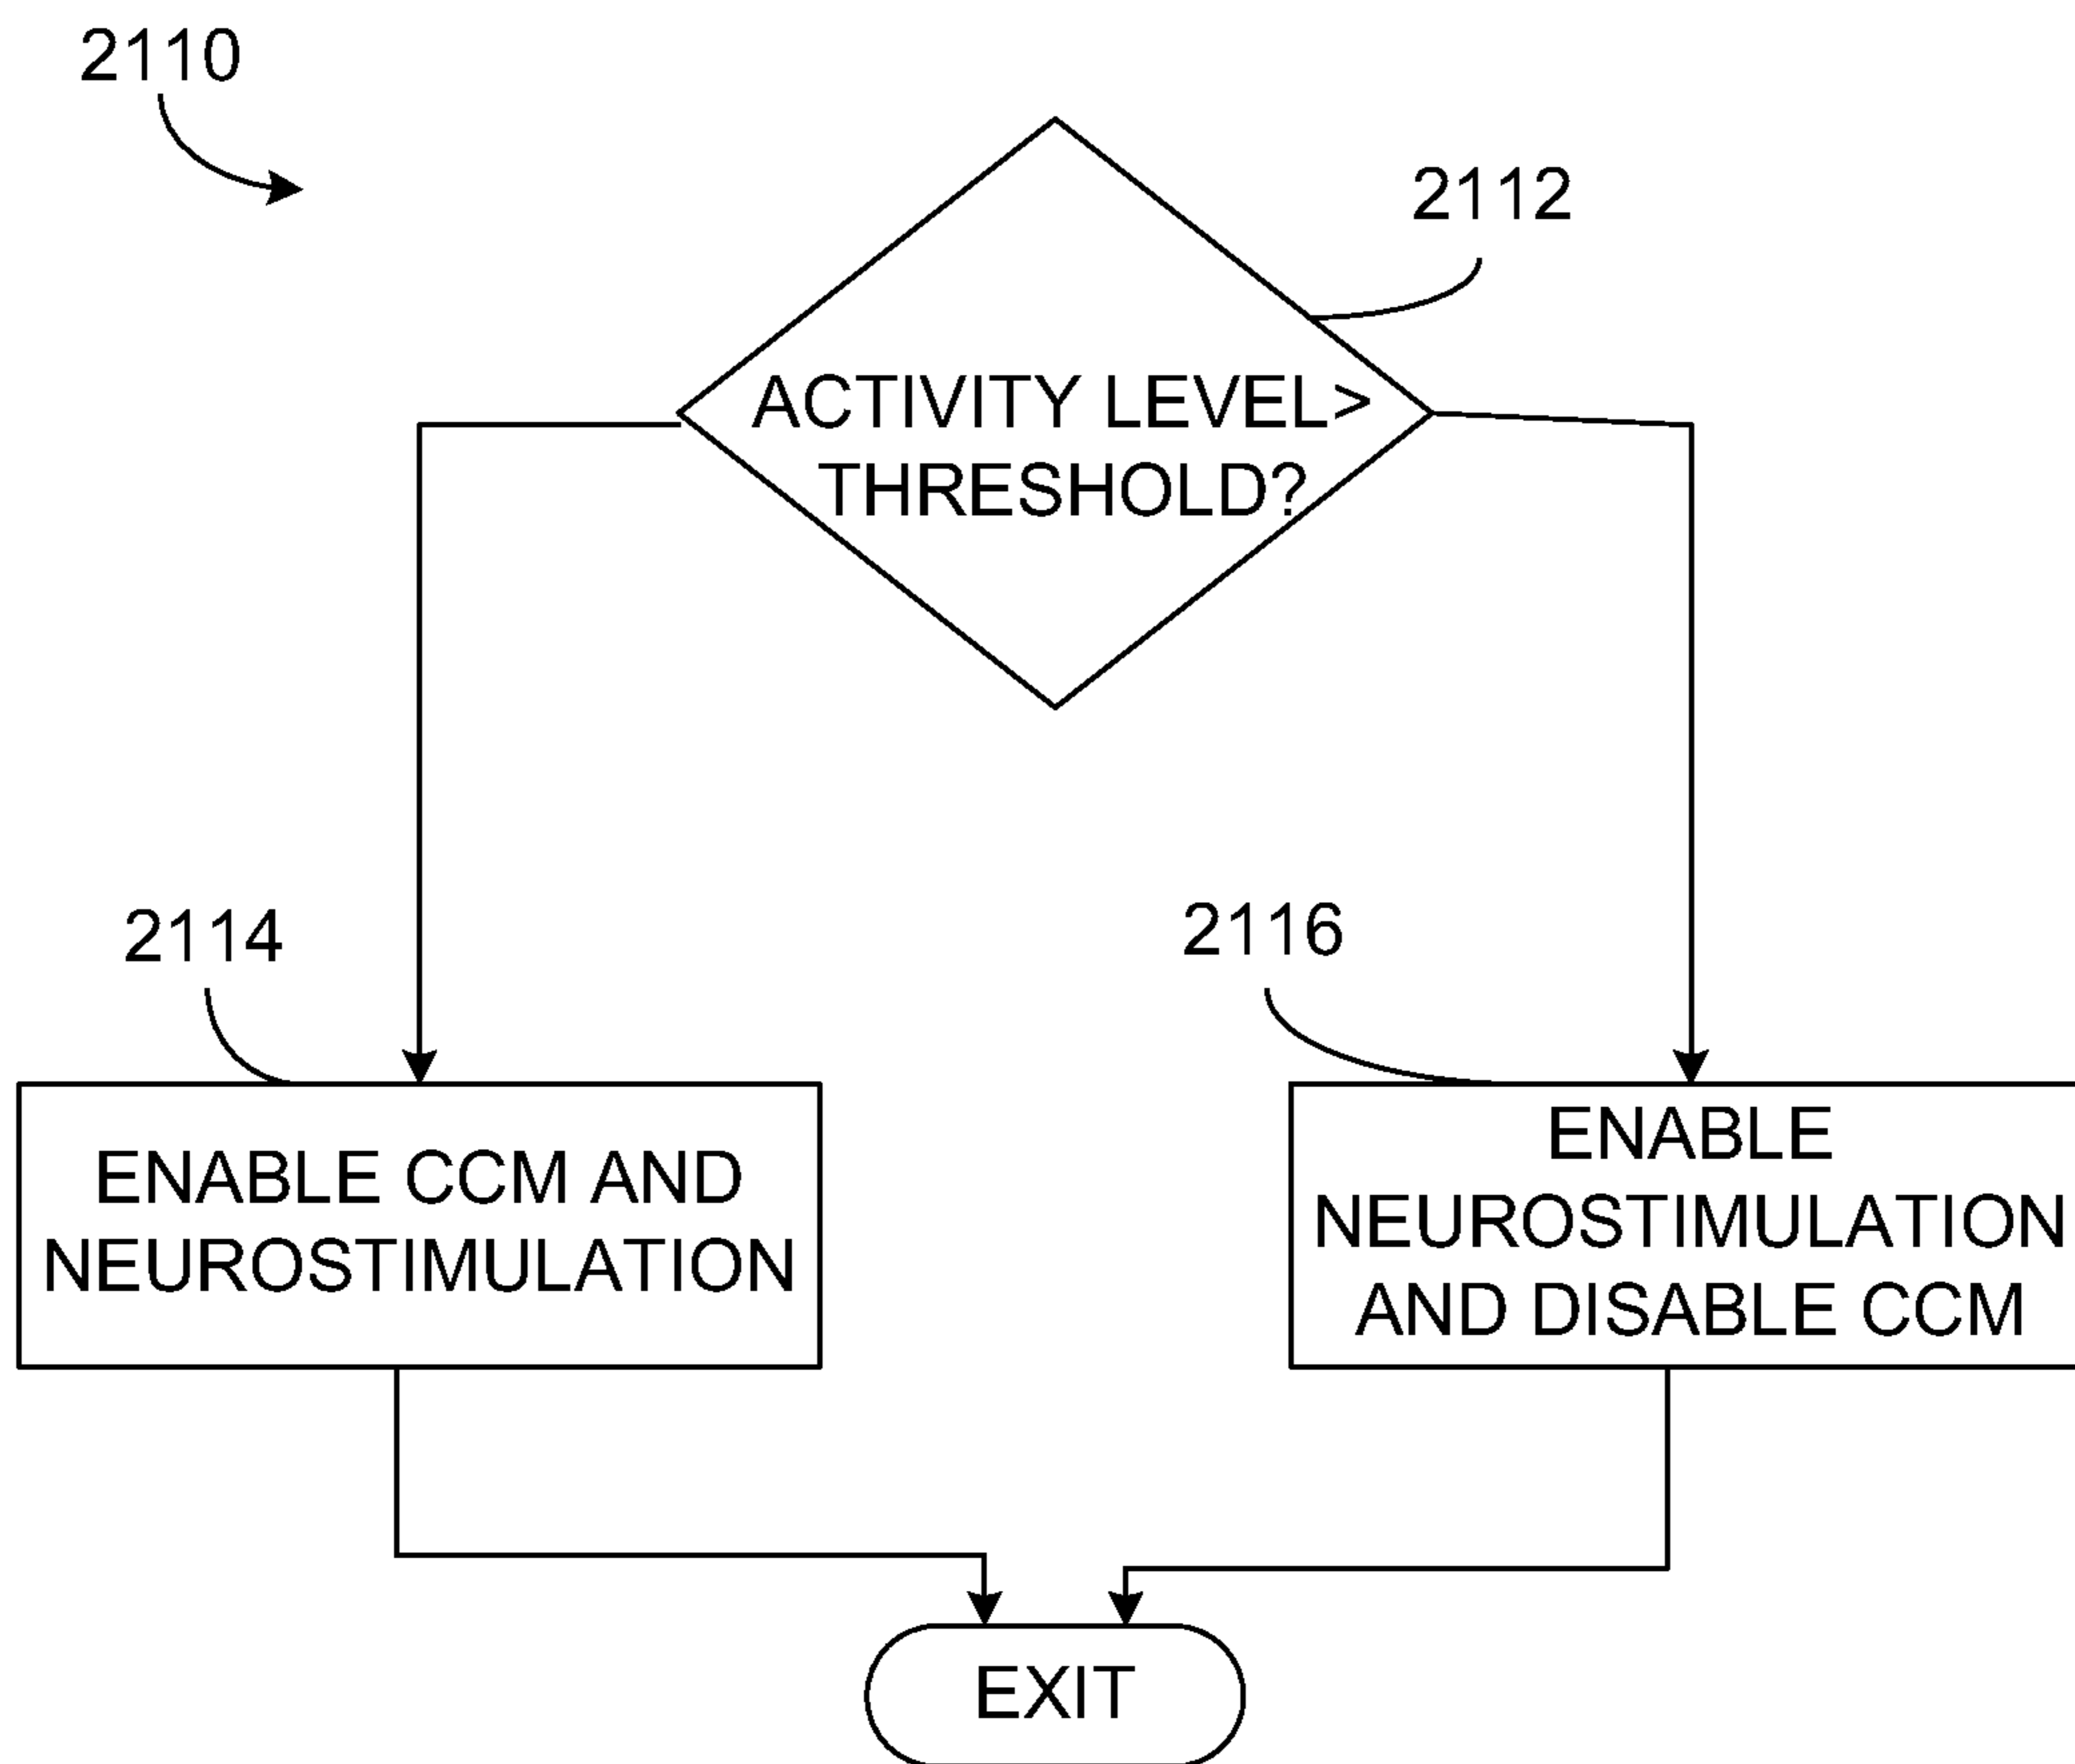 2110
2112
ACTIVITY LEVEL>
THRESHOLD?
2114
ENABLE CCM AND
NEUROSTIMULATION
2116
ENABLE
NEUROSTIMULATION
AND DISABLE CCM
EXIT